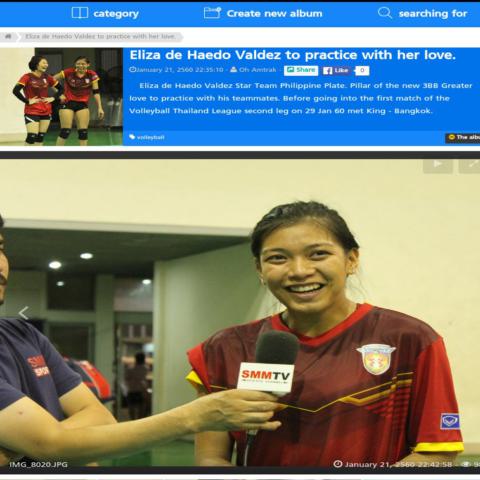 category
Create new album
searching for
Eliza de Haedo Valdez to practice with her love.
Eliza de Haedo Valdez to practice with her love.
January 21, 2560 22:35:10 - Oh Amtrak - Share Like 0
Eliza de Haedo Valdez Star Team Philippine Plate. Pillar of the new 3BB Greater
love to practice with his teammates. Before going into the first match of the
Volleyball Thailand League second leg on 29 Jan 60 met King - Bangkok.
volleyball
The albu
SMM
SPORT
SMMTV
IMG_8020.JPG
January 21, 2560 22:42:58 -